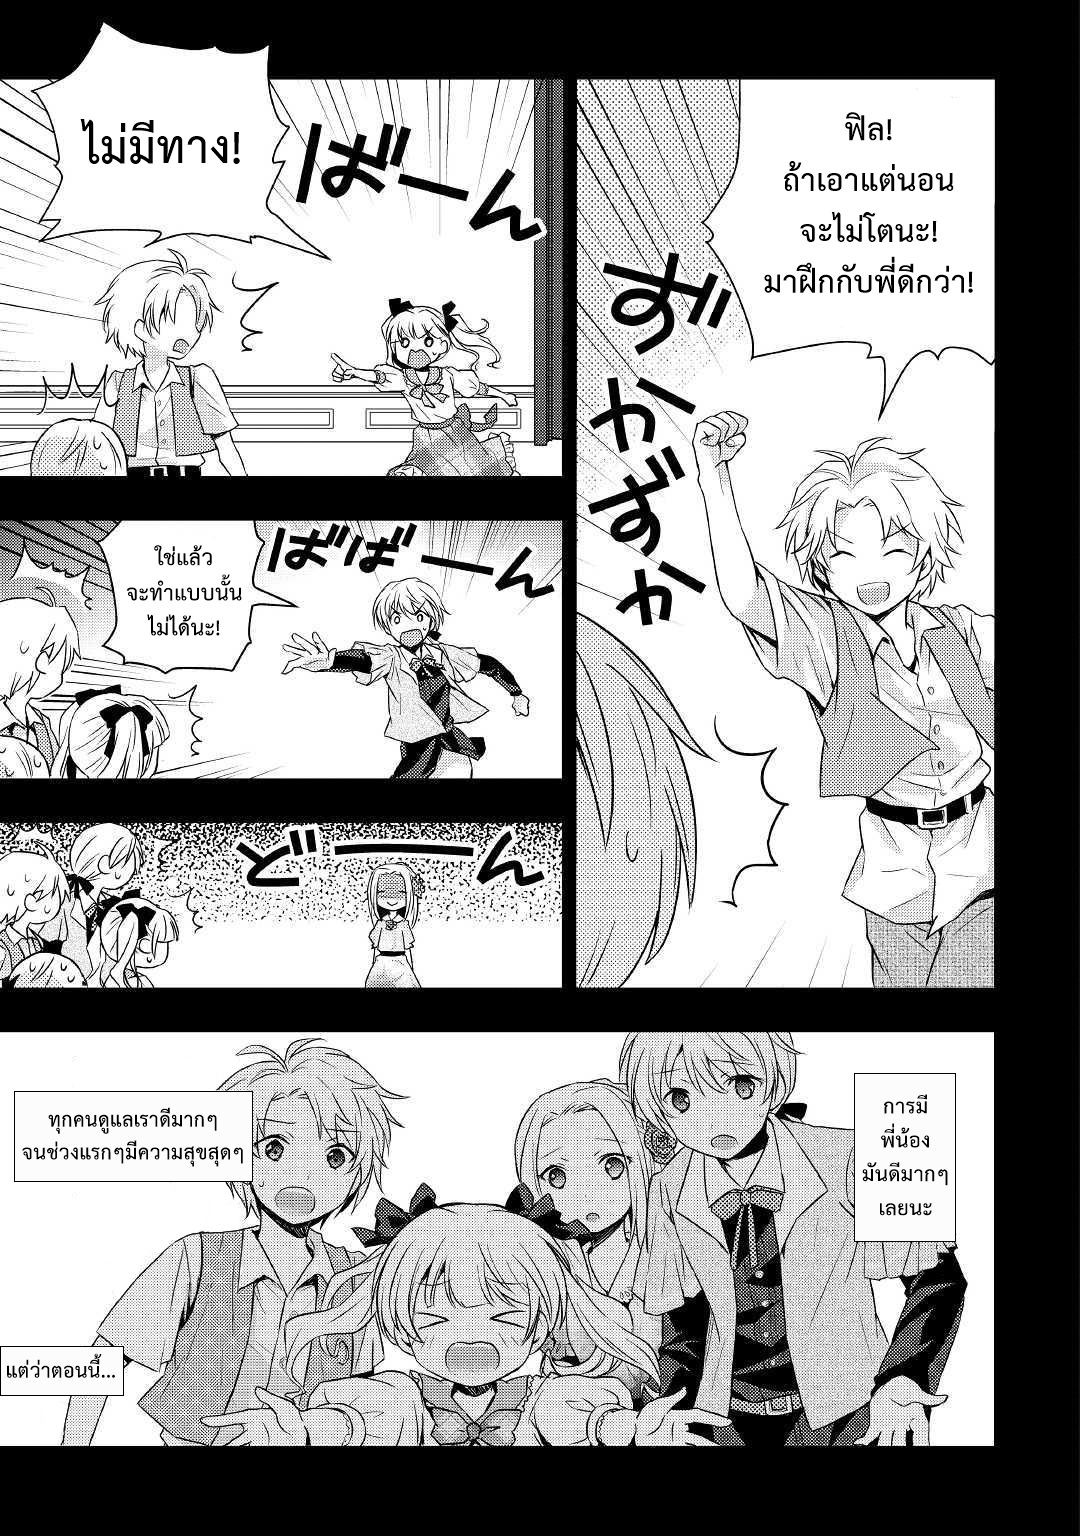 ฟิล!
ถ้าเอาแต่นอน
จะไม่โตนะ!
มาฝึกกับพี่ดีกว่า!
ずかずか
ไม่มีทาง!
ばーん
ใช่แล้ว
จะทำแบบนั้น
ไม่ได้นะ!
ばばーん
どーーん
การมี
พี่น้อง
มันดีมากๆ
เลยนะ
ทุกคนดูแลเราดีมากๆ
จนช่วงแรกๆมีความสุขสุดๆ
แต่ว่าตอนนี้...